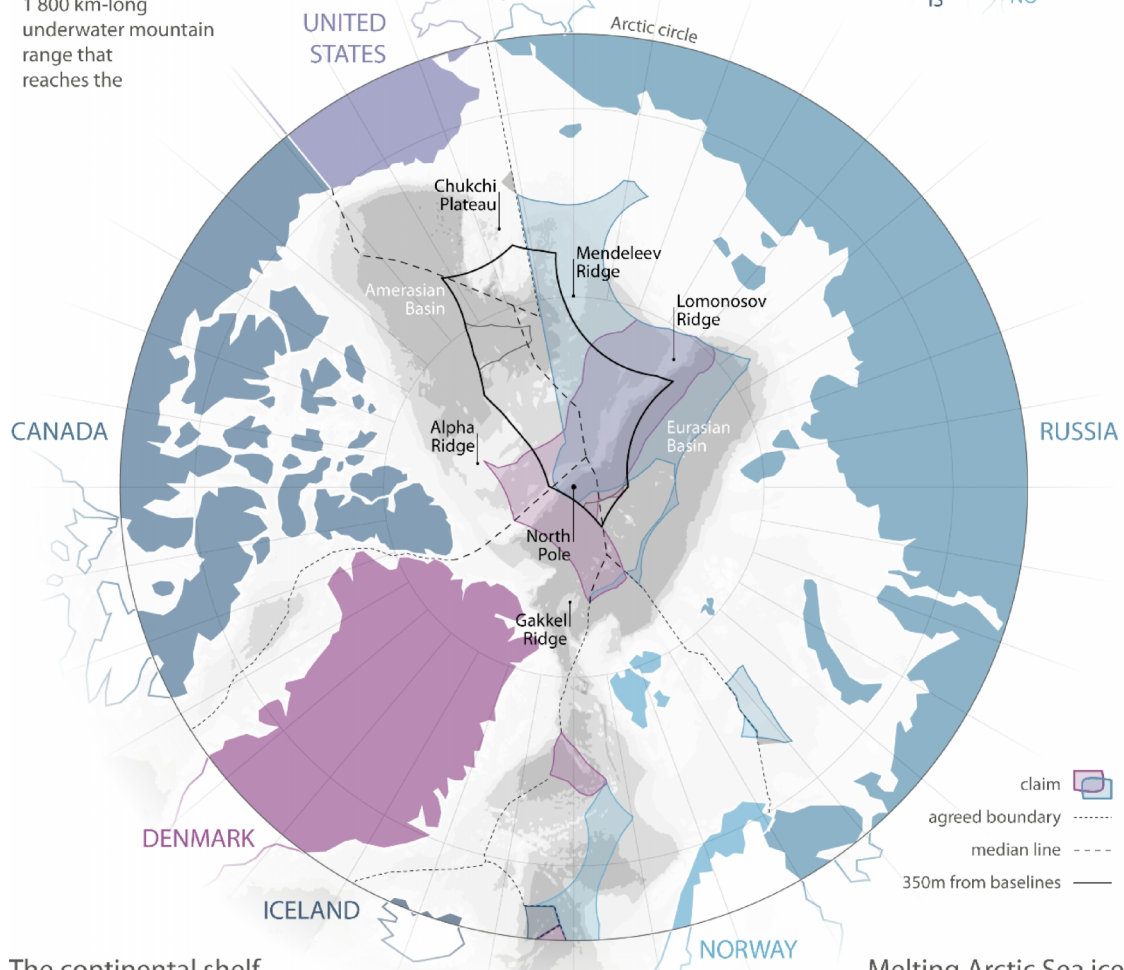 1 800 km-long
underwater mountain
range that
reaches the
UNITED
STATES
Arctic circle
Chukchi
Plateau
Mendeleev
Ridge
Amerasian
Basin
Lomonosov
Ridge
CANADA
Alpha
Ridge
Eurasian
Basin
RUSSIA
North
Pole
Gakkel
Ridge
claim
agreed boundary
DENMARK
median line
350m from baselines
ICELAND
NORWAY
The continental shelf
Melting Arctic Sea ice